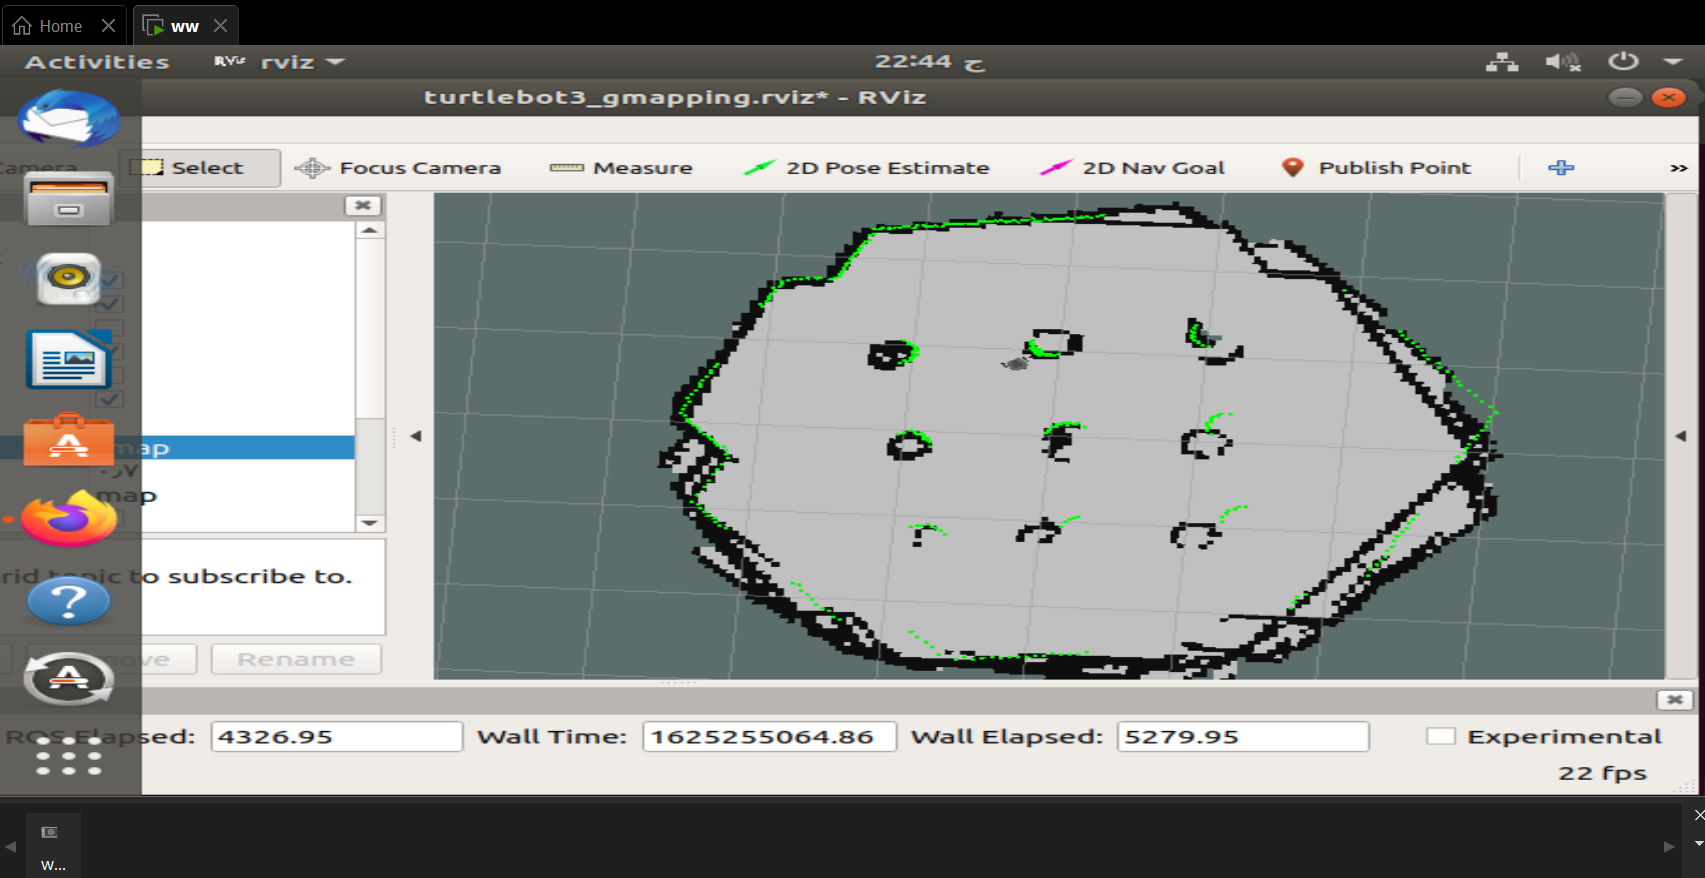 Home
ww
Activities
RViz rviz
22:44 ج
turtlebot3_gmapping.rviz* - RViz
Camera
Select
Focus Camera
Measure
2D Pose Estimate
2D Nav Goal
Publish Point
»
map
map
rid topic to subscribe to.
ove
Rename
ROS Elapsed: 4326.95
Wall Time: 1625255064.86
Wall Elapsed: 5279.95
Experimental
22 fps
w...